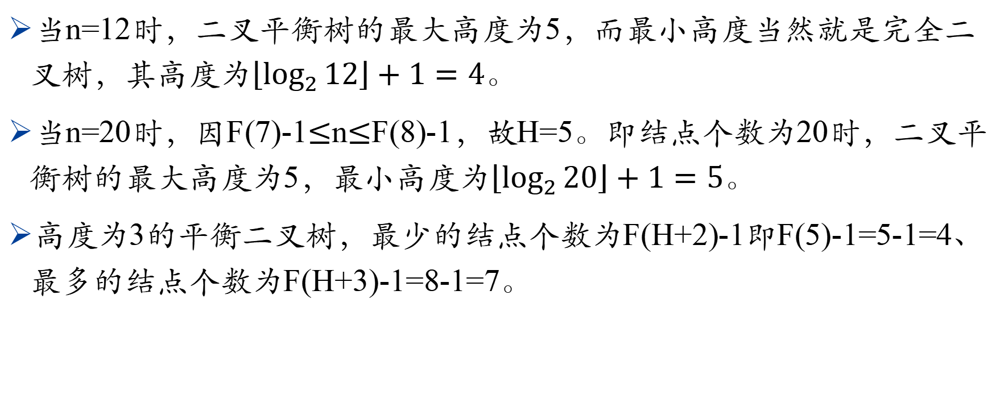 ➢当n=12时，二叉平衡树的最大高度为5，而最小高度当然就是完全二
叉树，其高度为⌊log₂ 12⌋ + 1 = 4。
➢当n=20时，因F(7)-1≤n≤F(8)-1，故H=5。即结点个数为20时，二叉平
衡树的最大高度为5，最小高度为⌊log₂ 20⌋ + 1 = 5。
➢高度为3的平衡二叉树，最少的结点个数为F(H+2)-1即F(5)-1=5-1=4、
最多的结点个数为F(H+3)-1=8-1=7。